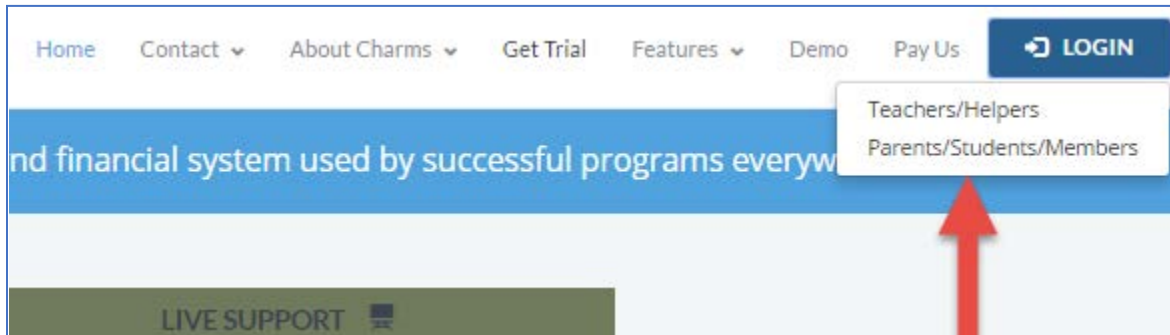 Home Contact About Charms Get Trial Features Demo Pay Us LOGIN
Teachers/Helpers
Parents/Students/Members
nd financial system used by successful programs everyw
LIVE SUPPORT